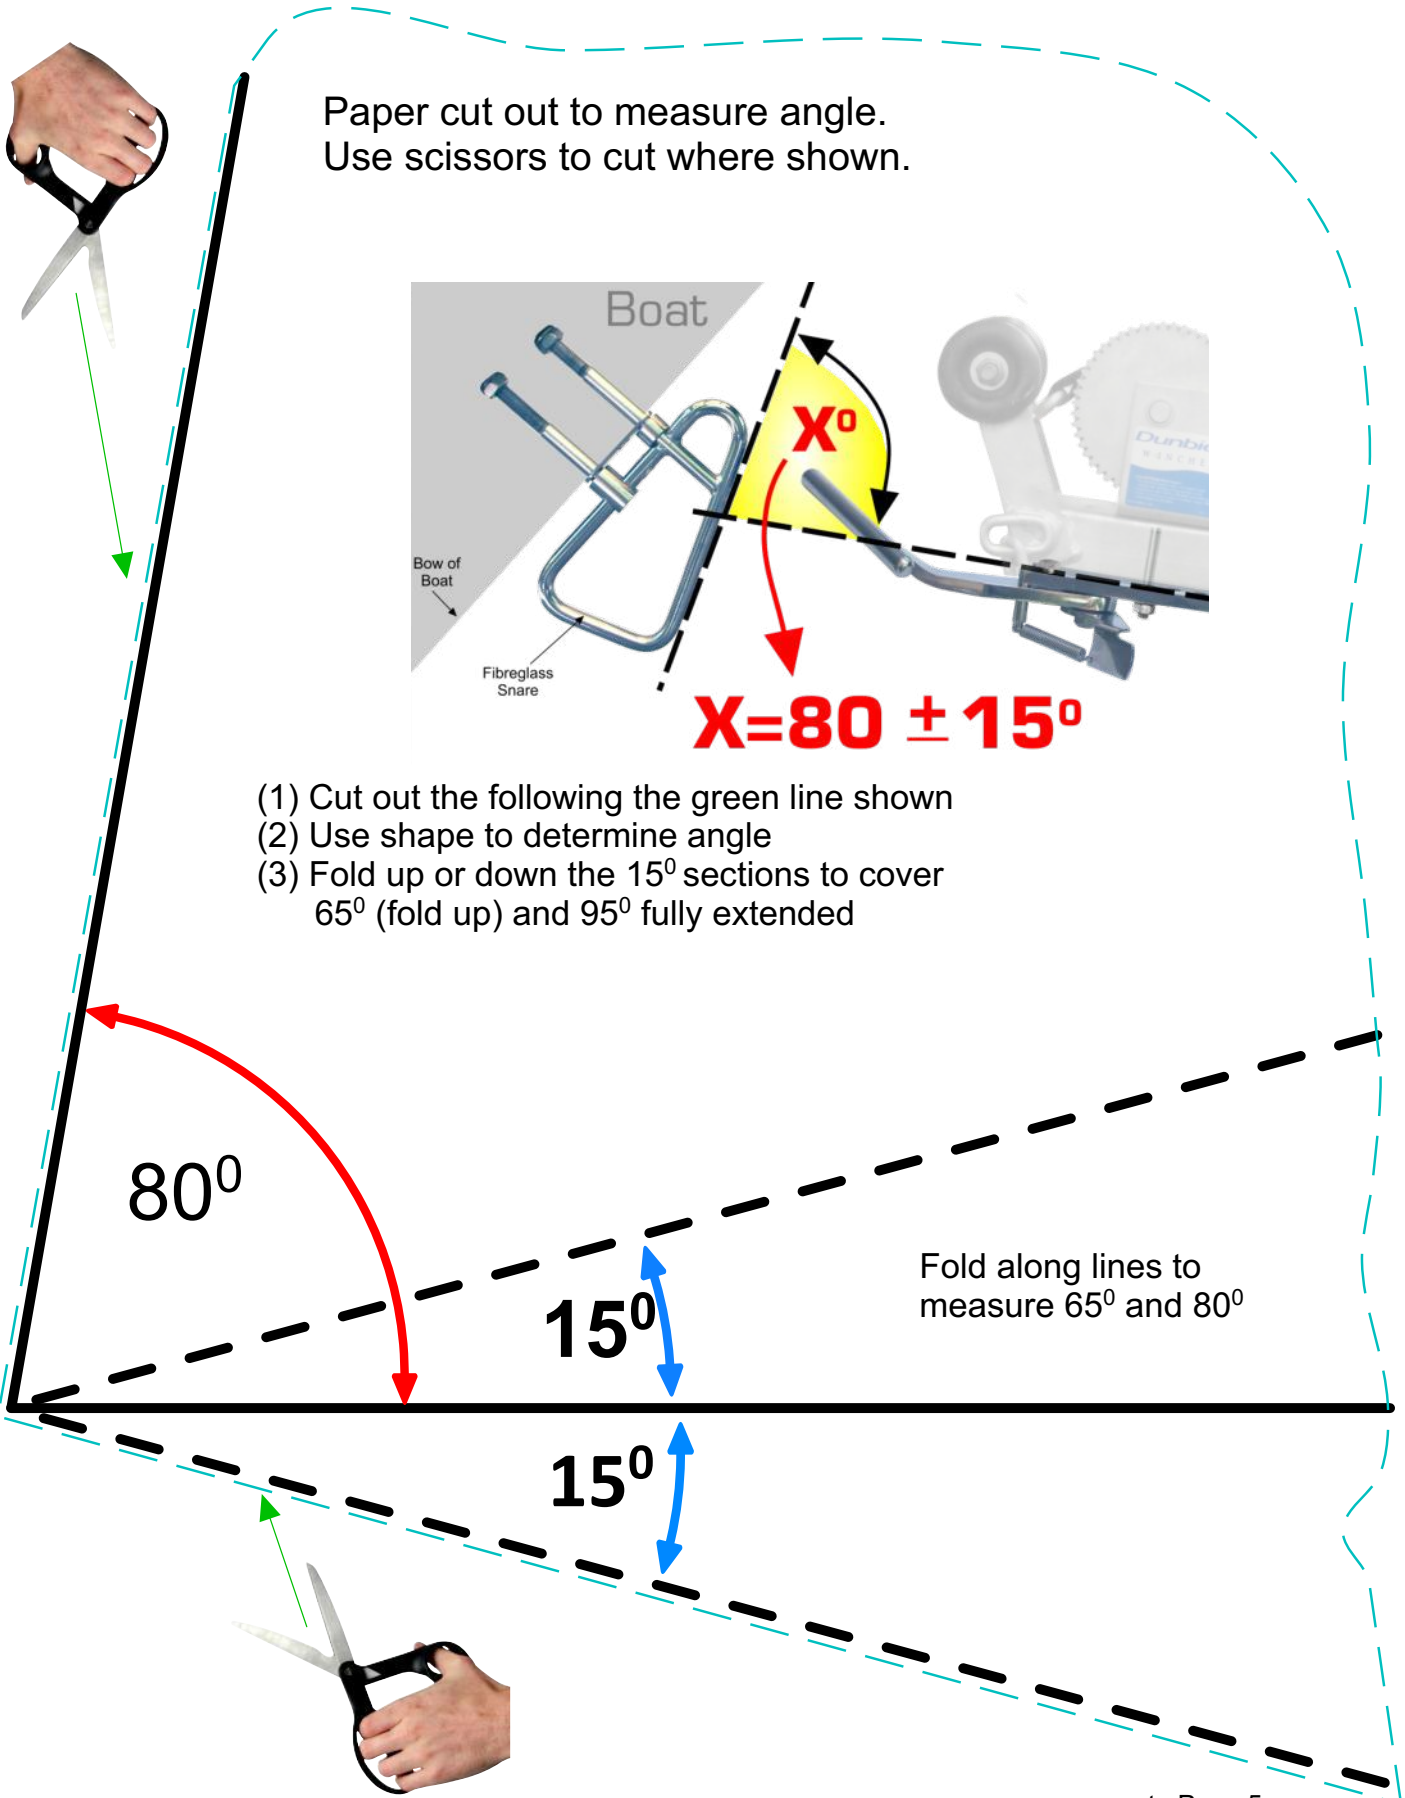 Paper cut out to measure angle.
Use scissors to cut where shown.
Boat
X⁰
Bow of
Boat
Fibreglass
Snare
X=80 ± 15⁰
(1) Cut out the following the green line shown
(2) Use shape to determine angle
(3) Fold up or down the 15⁰ sections to cover
65⁰ (fold up) and 95⁰ fully extended
80⁰
15⁰
Fold along lines to
measure 65⁰ and 80⁰
15⁰